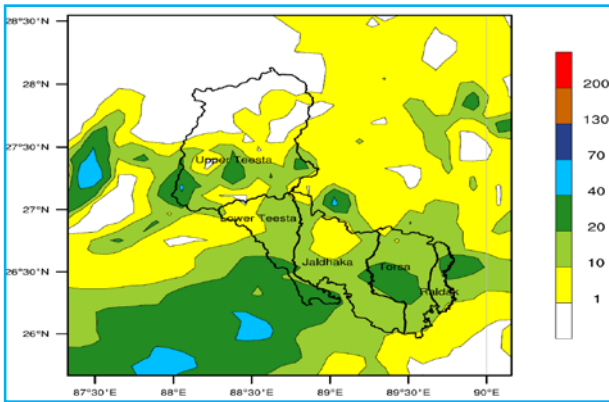 28°30'N
28°N
27°30'N
27°N
26°30'N
26°N
87°30'E
88°E
88°30'E
89°E
89°30'E
90°E
Upper Teesta
Lower Teesta
Jaldhaka
Torsa
Raidak
200
130
70
40
20
10
1